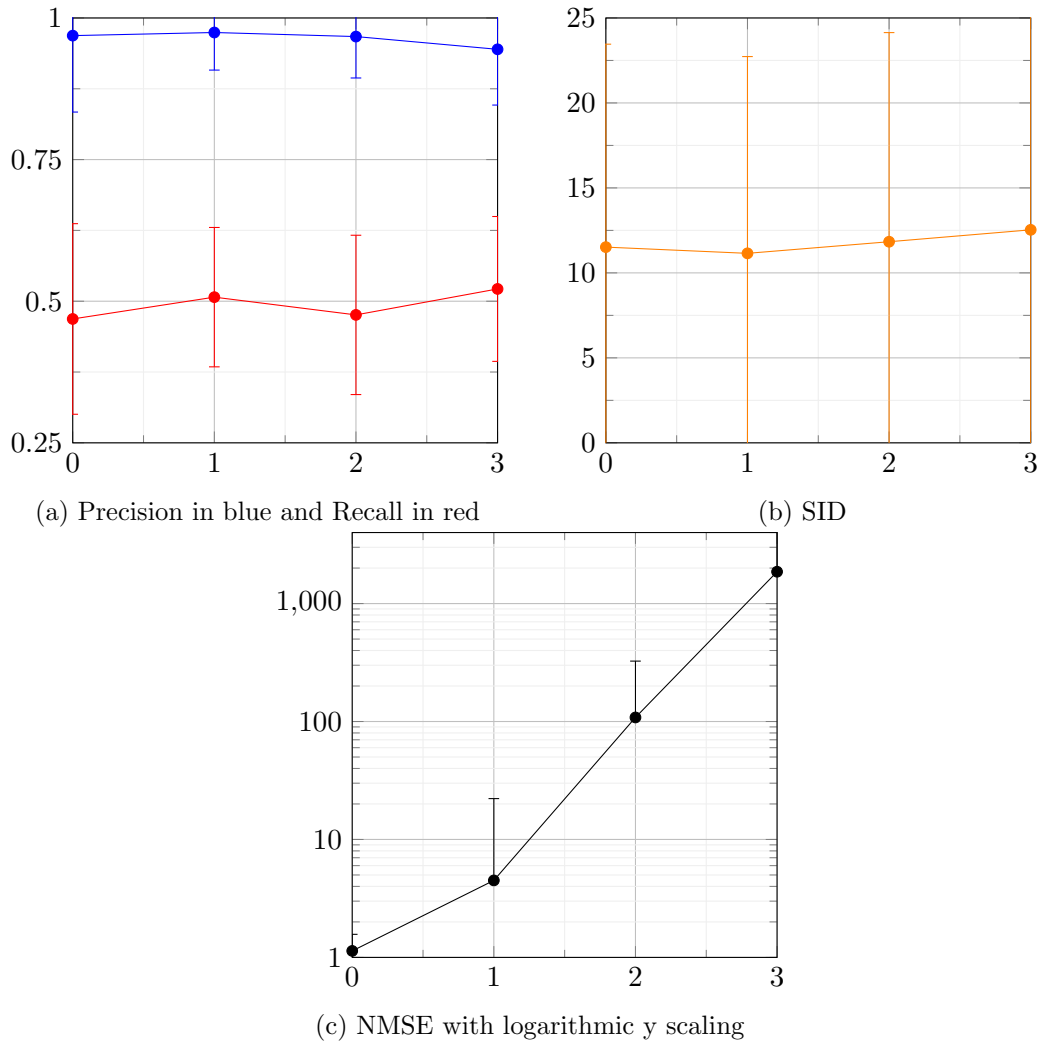 1
0.75
0.5
0.25
0 1 2 3
(a) Precision in blue and Recall in red
25
20
15
10
5
0
0 1 2 3
(b) SID
1,000
100
10
1
0 1 2 3
(c) NMSE with logarithmic y scaling